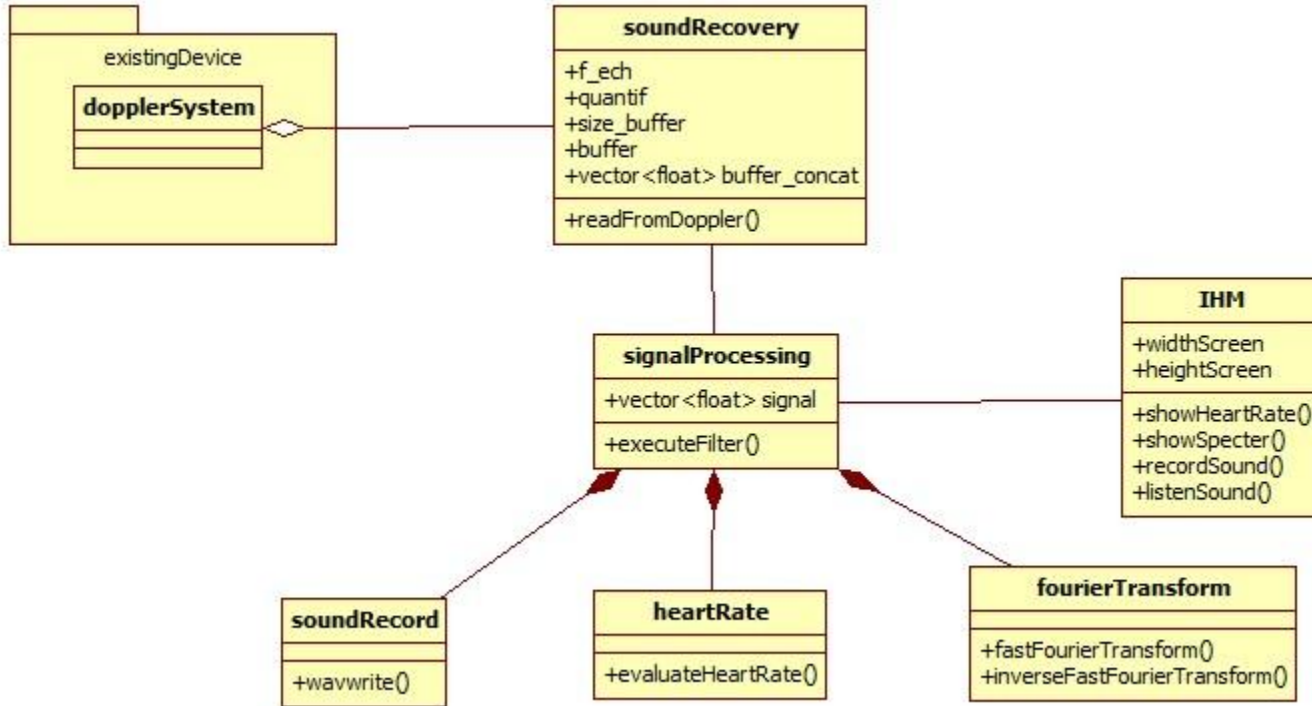 existingDevice
dopplerSystem
soundRecovery
+f_ech
+quantif
+size_buffer
+buffer
+vector<float> buffer_concat
+readFromDoppler()
signalProcessing
+vector<float> signal
+executeFilter()
IHM
+widthScreen
+heightScreen
+showHeartRate()
+showSpecter()
+recordSound()
+listenSound()
soundRecord
+wavwrite()
heartRate
+evaluateHeartRate()
fourierTransform
+fastFourierTransform()
+inverseFastFourierTransform()